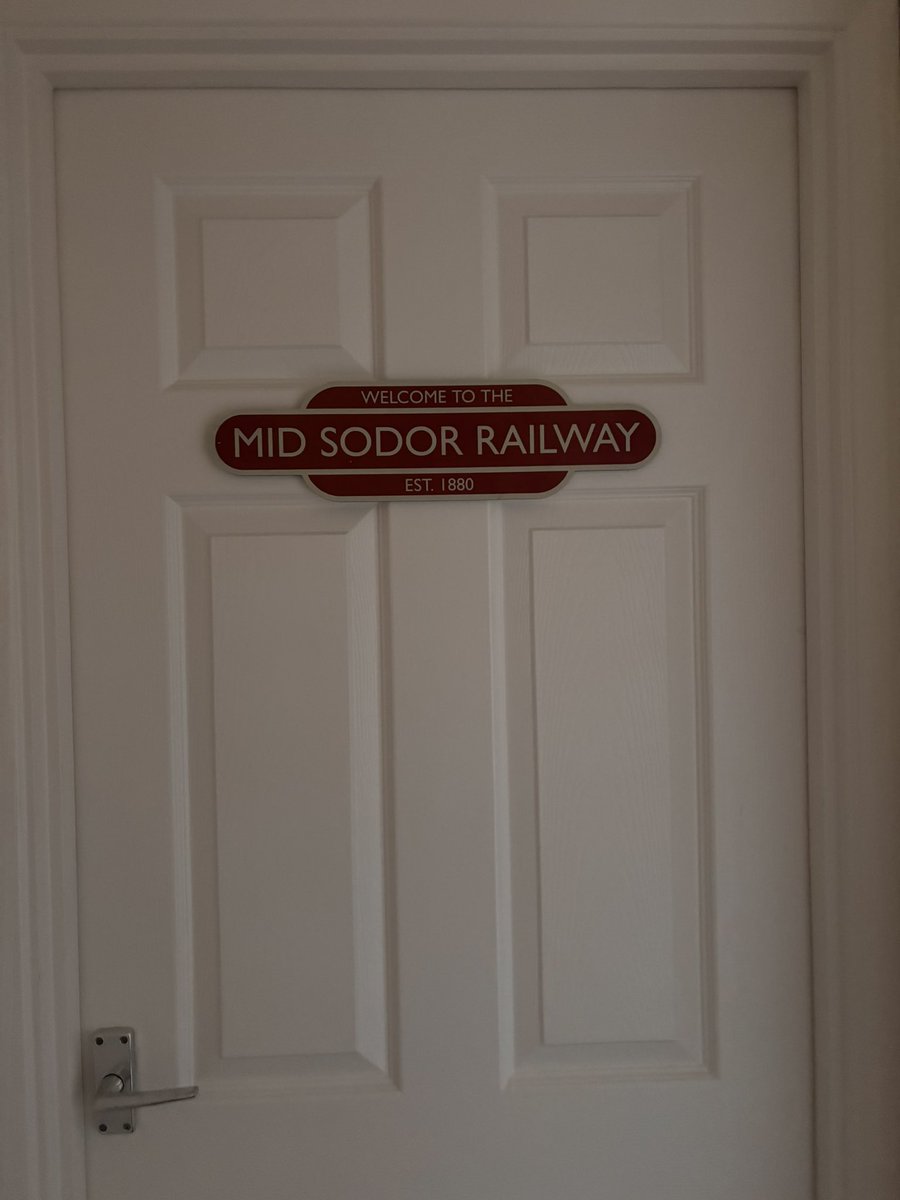 WELCOME TO THE
MID SODOR RAILWAY
EST. 1880